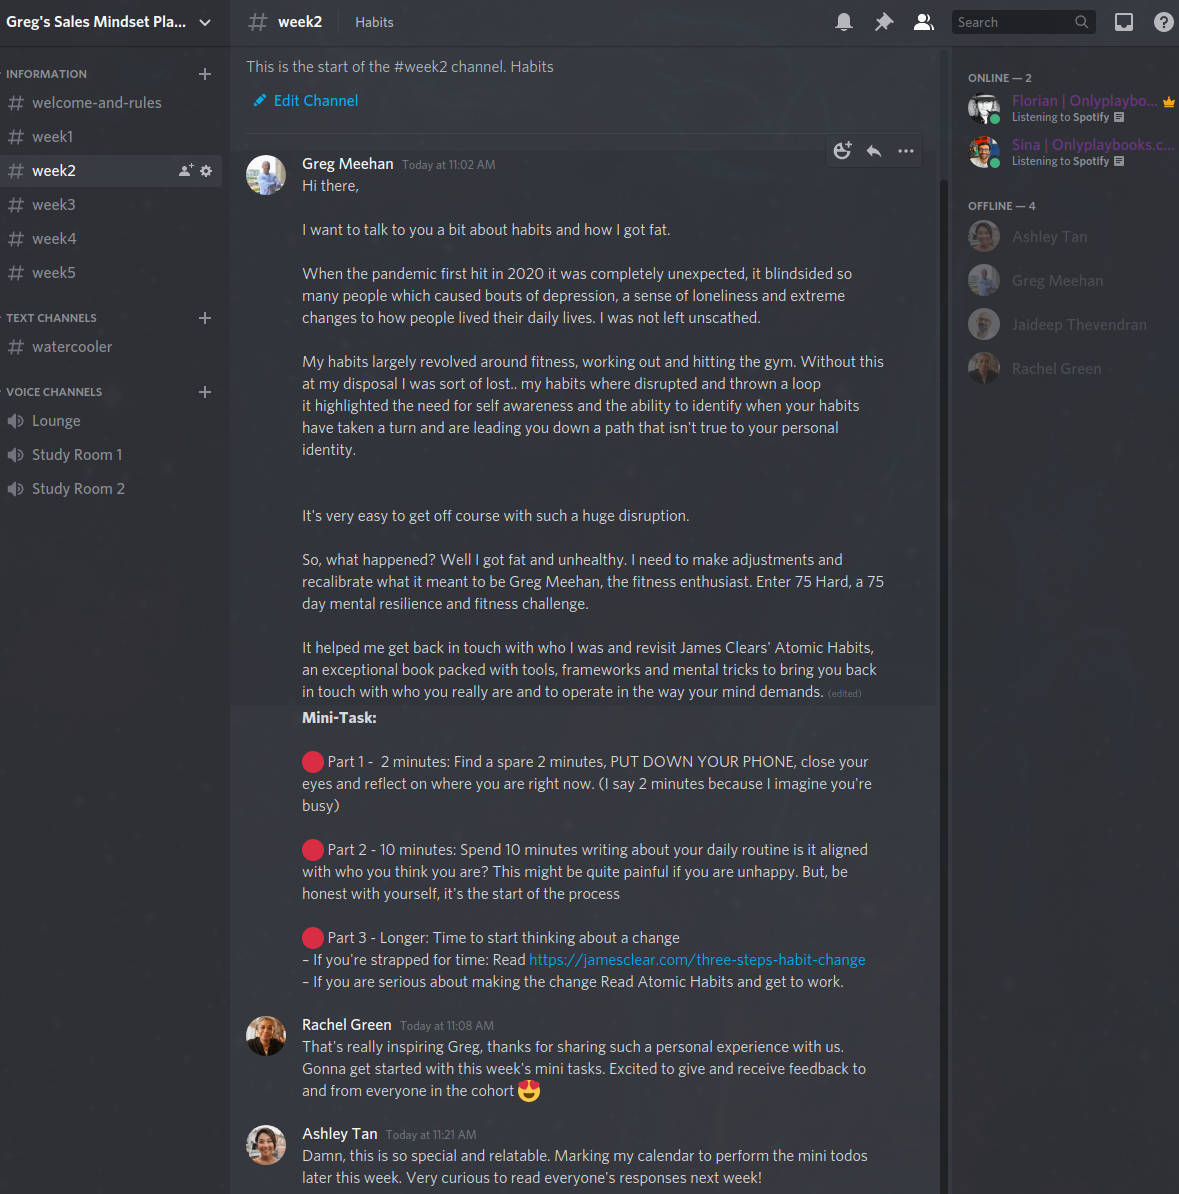 Greg's Sales Mindset Pla...
INFORMATION
welcome-and-rules
week1
week2
week3
week4
week5
TEXT CHANNELS
watercooler
VOICE CHANNELS
Lounge
Study Room 1
Study Room 2
week2
Habits
Search
This is the start of the #week2 channel. Habits
Edit Channel
Greg Meehan Today at 11:02 AM
Hi there,
I want to talk to you a bit about habits and how I got fat.
When the pandemic first hit in 2020 it was completely unexpected, it blindsided so
many people which caused bouts of depression, a sense of loneliness and extreme
changes to how people lived their daily lives. I was not left unscathed.
My habits largely revolved around fitness, working out and hitting the gym. Without this
at my disposal I was sort of lost.. my habits where disrupted and thrown a loop
it highlighted the need for self awareness and the ability to identify when your habits
have taken a turn and are leading you down a path that isn't true to your personal
identity.
It's very easy to get off course with such a huge disruption.
So, what happened? Well I got fat and unhealthy. I need to make adjustments and
recalibrate what it meant to be Greg Meehan, the fitness enthusiast. Enter 75 Hard, a 75
day mental resilience and fitness challenge.
It helped me get back in touch with who I was and revisit James Clears' Atomic Habits,
an exceptional book packed with tools, frameworks and mental tricks to bring you back
in touch with who you really are and to operate in the way your mind demands. (edited)
Mini-Task:
Part 1 - 2 minutes: Find a spare 2 minutes, PUT DOWN YOUR PHONE, close your
eyes and reflect on where you are right now. (I say 2 minutes because I imagine you're
busy)
Part 2 - 10 minutes: Spend 10 minutes writing about your daily routine is it aligned
with who you think you are? This might be quite painful if you are unhappy. But, be
honest with yourself, it's the start of the process
Part 3 - Longer: Time to start thinking about a change
– If you're strapped for time: Read https://jamesclear.com/three-steps-habit-change
– If you are serious about making the change Read Atomic Habits and get to work.
Rachel Green Today at 11:08 AM
That's really inspiring Greg, thanks for sharing such a personal experience with us.
Gonna get started with this week's mini tasks. Excited to give and receive feedback to
and from everyone in the cohort 😍
Ashley Tan Today at 11:21 AM
Damn, this is so special and relatable. Marking my calendar to perform the mini todos
later this week. Very curious to read everyone's responses next week!
ONLINE — 2
Florian | Onlyplaybo...
Listening to Spotify
Sina | Onlyplaybooks.c...
Listening to Spotify
OFFLINE — 4
Ashley Tan
Greg Meehan
Jaideep Thevendran
Rachel Green